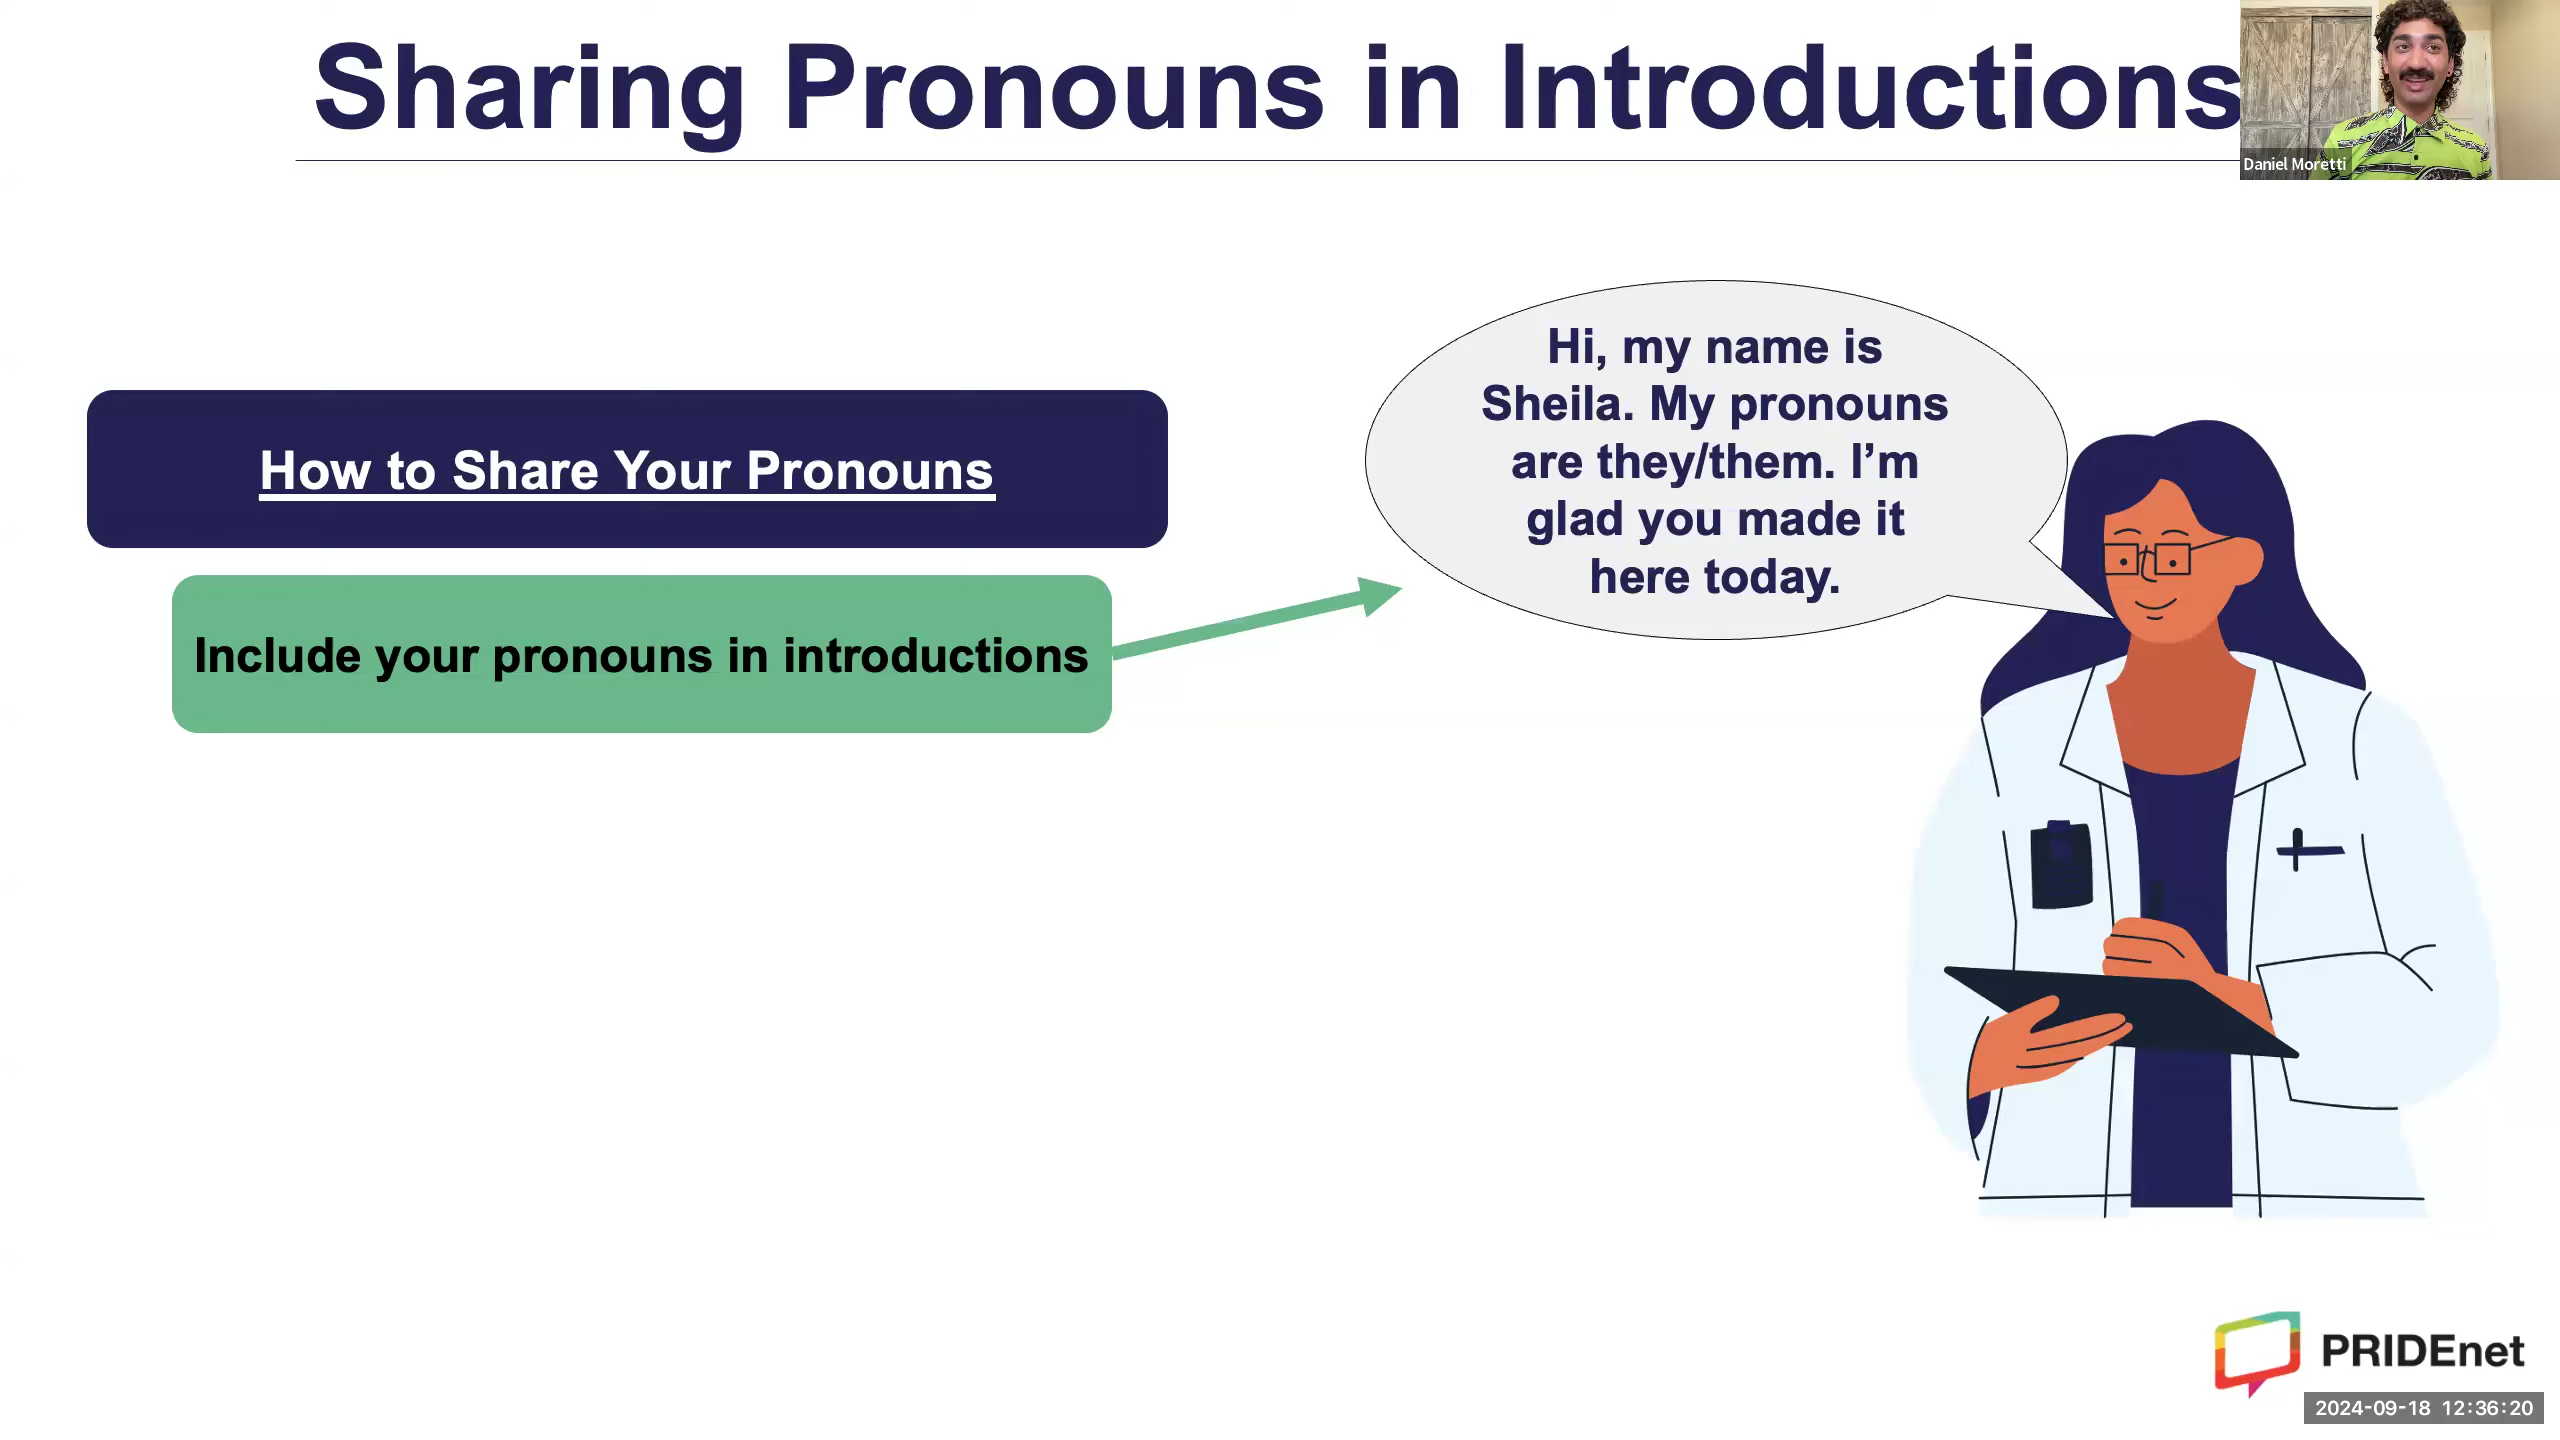 Sharing Pronouns in Introductions
Daniel Moretti
Hi, my name is
Sheila. My pronouns
are they/them. I’m
glad you made it
here today.
How to Share Your Pronouns
Include your pronouns in introductions
PRIDEnet
2024-09-18 12:36:20